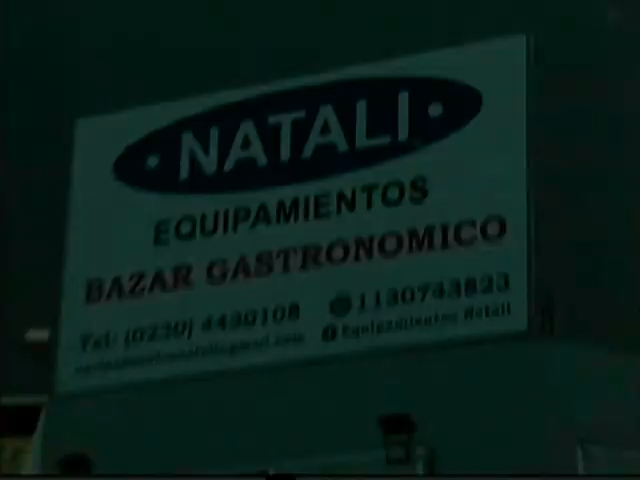 • NATALI •
EQUIPAMIENTOS
BAZAR GASTRONOMICO
Tel: (0230) 4430108 1130743823
Equipamientos Natali